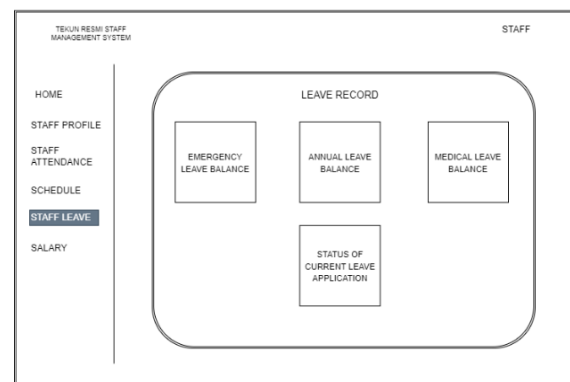 TEKUN RESMI STAFF
MANAGEMENT SYSTEM
STAFF
HOME
STAFF PROFILE
STAFF
ATTENDANCE
SCHEDULE
STAFF LEAVE
SALARY
LEAVE RECORD
EMERGENCY
LEAVE BALANCE
ANNUAL LEAVE
BALANCE
MEDICAL LEAVE
BALANCE
STATUS OF
CURRENT LEAVE
APPLICATION